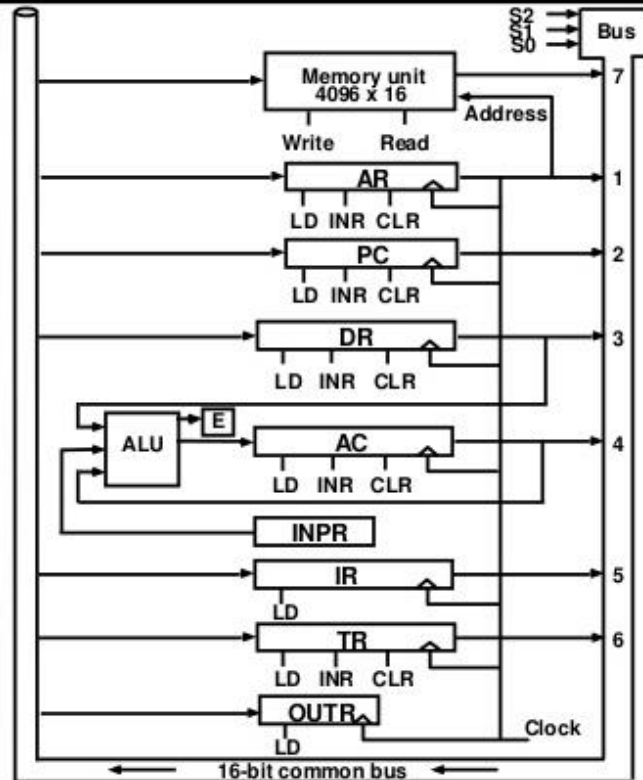 S2
S1
S0
Bus
Memory unit
4096 x 16
7
Address
Write Read
AR
1
LD INR CLR
PC
2
LD INR CLR
DR
3
LD INR CLR
E
ALU
AC
4
LD INR CLR
INPR
IR
5
LD
TR
6
LD INR CLR
OUTR
LD
Clock
16-bit common bus